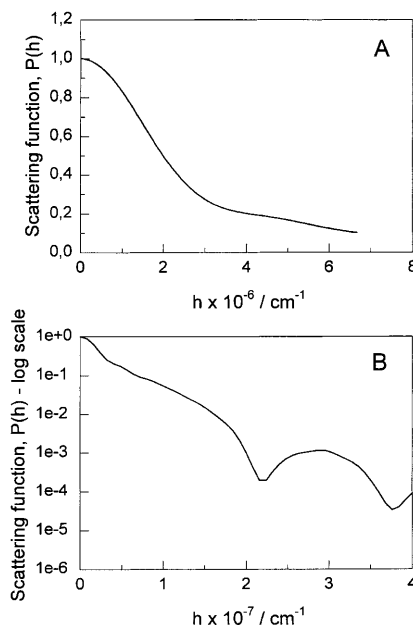 Scattering function, P(h)
A
1,2
1,0
0,8
0,6
0,4
0,2
0,0
0 2 4 6 8
h x 10⁻⁶ / cm⁻¹
Scattering function, P(h) - log scale
B
1e+0
1e-1
1e-2
1e-3
1e-4
1e-5
1e-6
0 1 2 3 4
h x 10⁻⁷ / cm⁻¹